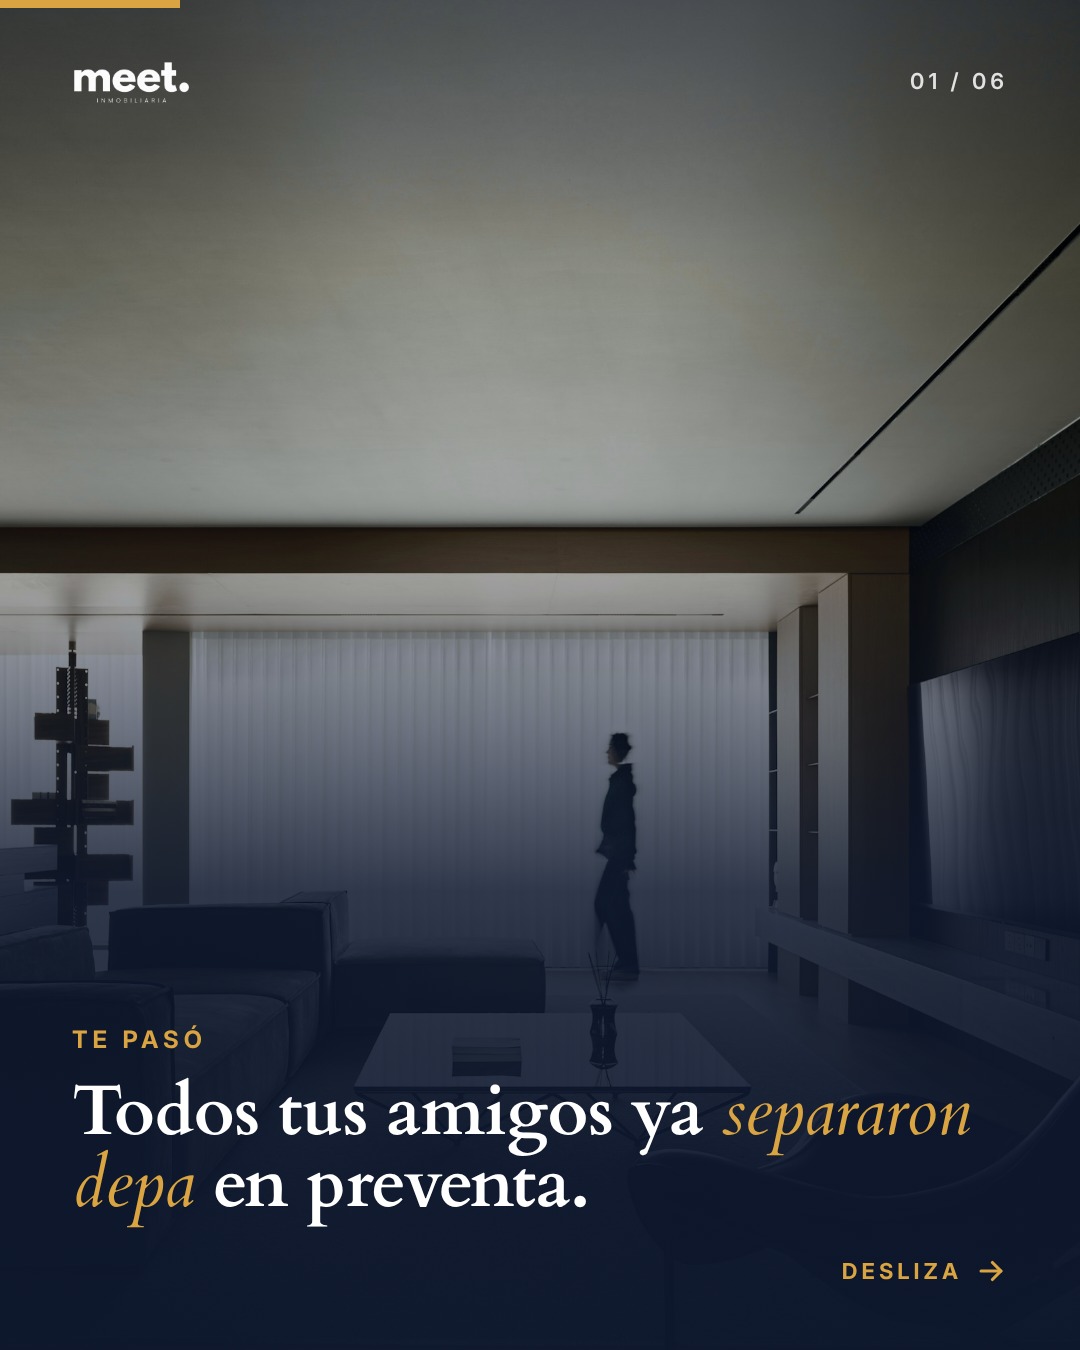 meet.
INMOBILIARIA
01 / 06
TE PASÓ
Todos tus amigos ya separaron
depa en preventa.
DESLIZA →